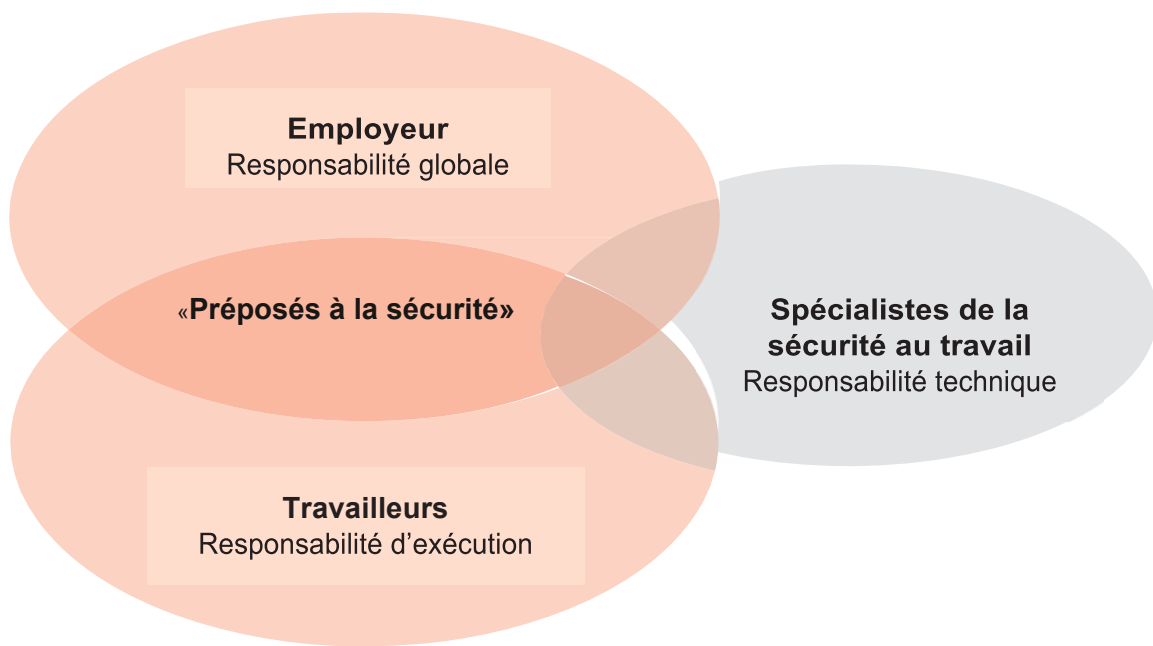 Employeur
Responsabilité globale
«Préposés à la sécurité»
Spécialistes de la
sécurité au travail
Responsabilité technique
Travailleurs
Responsabilité d’exécution